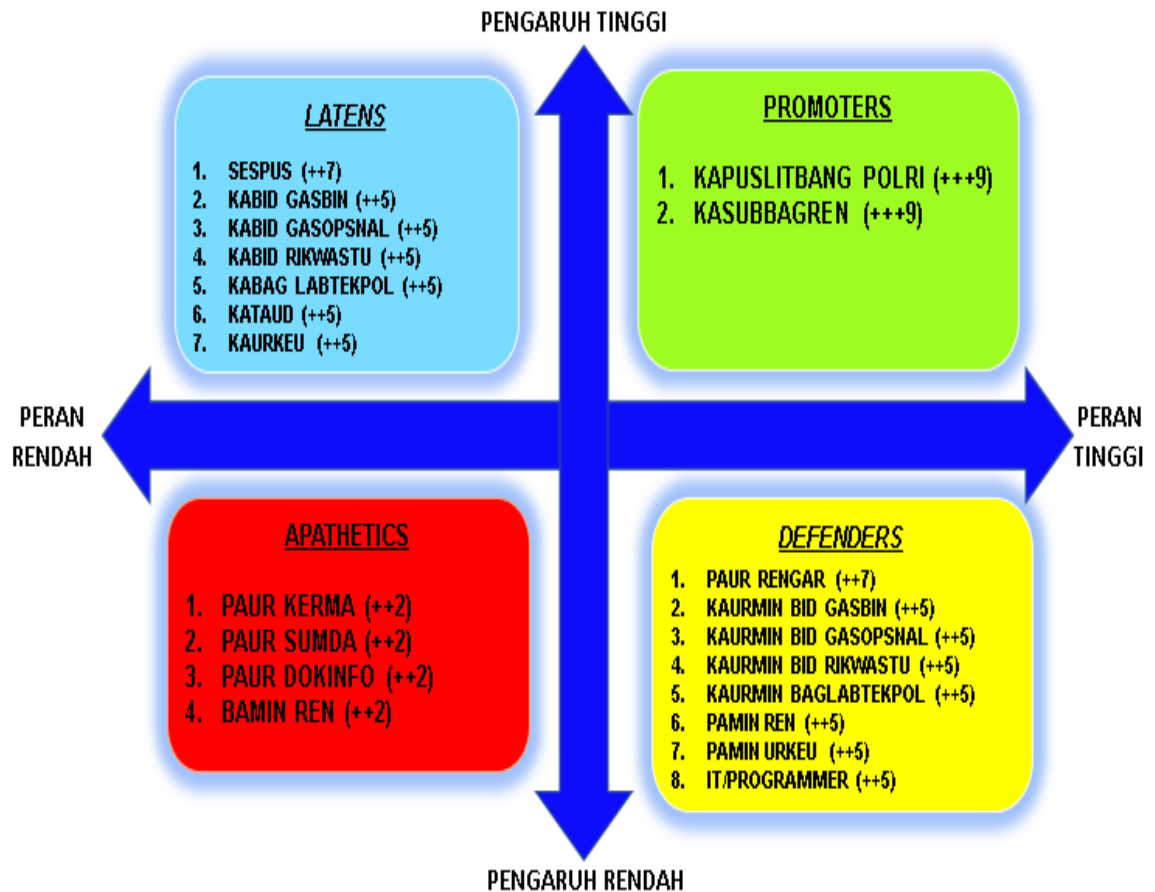 PENGARUH TINGGI
LATENS
1. SESPUS (++7)
2. KABID GASBIN (++5)
3. KABID GASOPSNAL (++5)
4. KABID RIKWASTU (++5)
5. KABAG LABTEKPOL (++5)
6. KATAUD (++5)
7. KAURKEU (++5)
PROMOTERS
1. KAPUSLITBANG POLRI (+++9)
2. KASUBBAGREN (+++9)
PERAN
RENDAH
PERAN
TINGGI
APATHETICS
1. PAUR KERMA (++2)
2. PAUR SUMDA (++2)
3. PAUR DOKINFO (++2)
4. BAMIN REN (++2)
DEFENDERS
1. PAUR RENGAR (++7)
2. KAURMIN BID GASBIN (++5)
3. KAURMIN BID GASOPSNAL (++5)
4. KAURMIN BID RIKWASTU (++5)
5. KAURMIN BAGLABTEKPOL (++5)
6. PAMIN REN (++5)
7. PAMIN URKEU (++5)
8. IT/PROGRAMMER (++5)
PENGARUH RENDAH